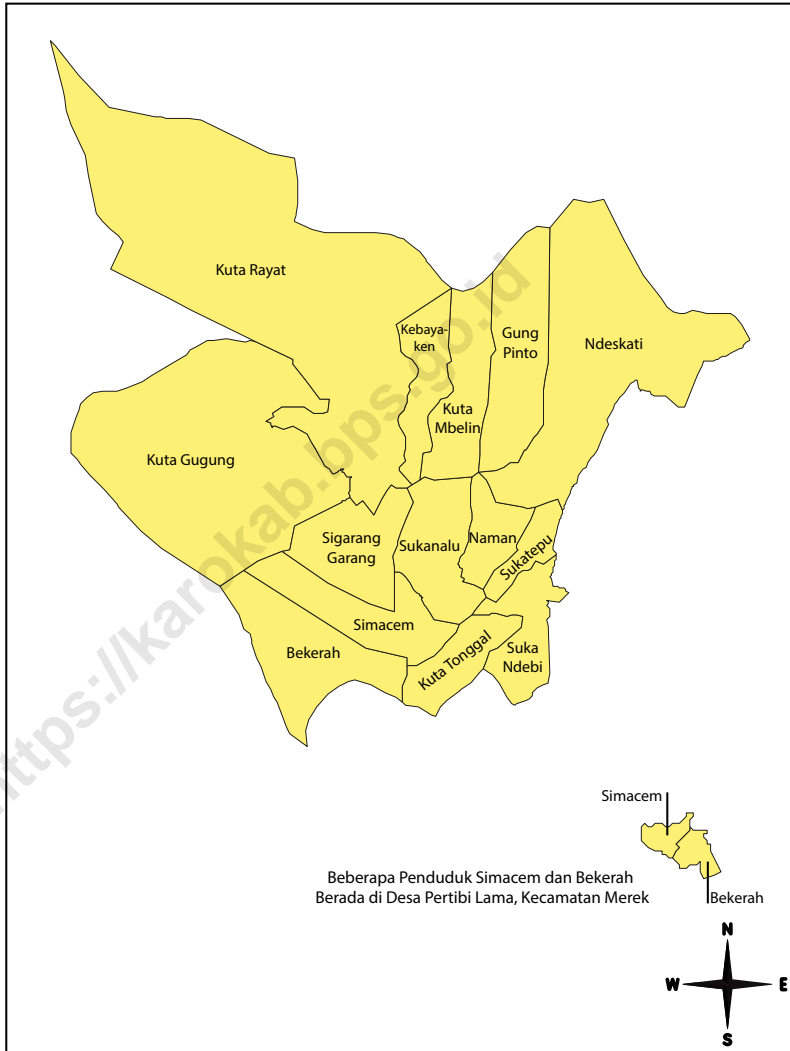 Kuta Rayat
Kebaya-
ken
Gung
Pinto
Ndeskati
Kuta
Mbelin
Kuta Gugung
Sigarang
Garang
Sukanalu
Naman
Sukatepu
Simacem
Bekerah
Kuta Tonggal
Suka
Ndebi
https://karokab.bps.go.id
Simacem
Beberapa Penduduk Simacem dan Bekerah
Berada di Desa Pertibi Lama, Kecamatan Merek
Bekerah
N
W
E
S